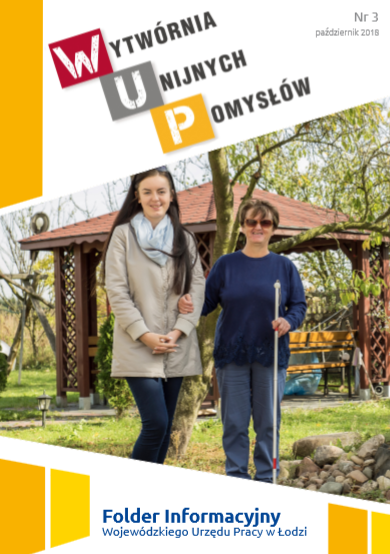 Nr 3
październik 2018
WYTWÓRNIA
UNIJNYCH
POMYSŁÓW
Folder Informacyjny
Wojewódzkiego Urzędu Pracy w Łodzi